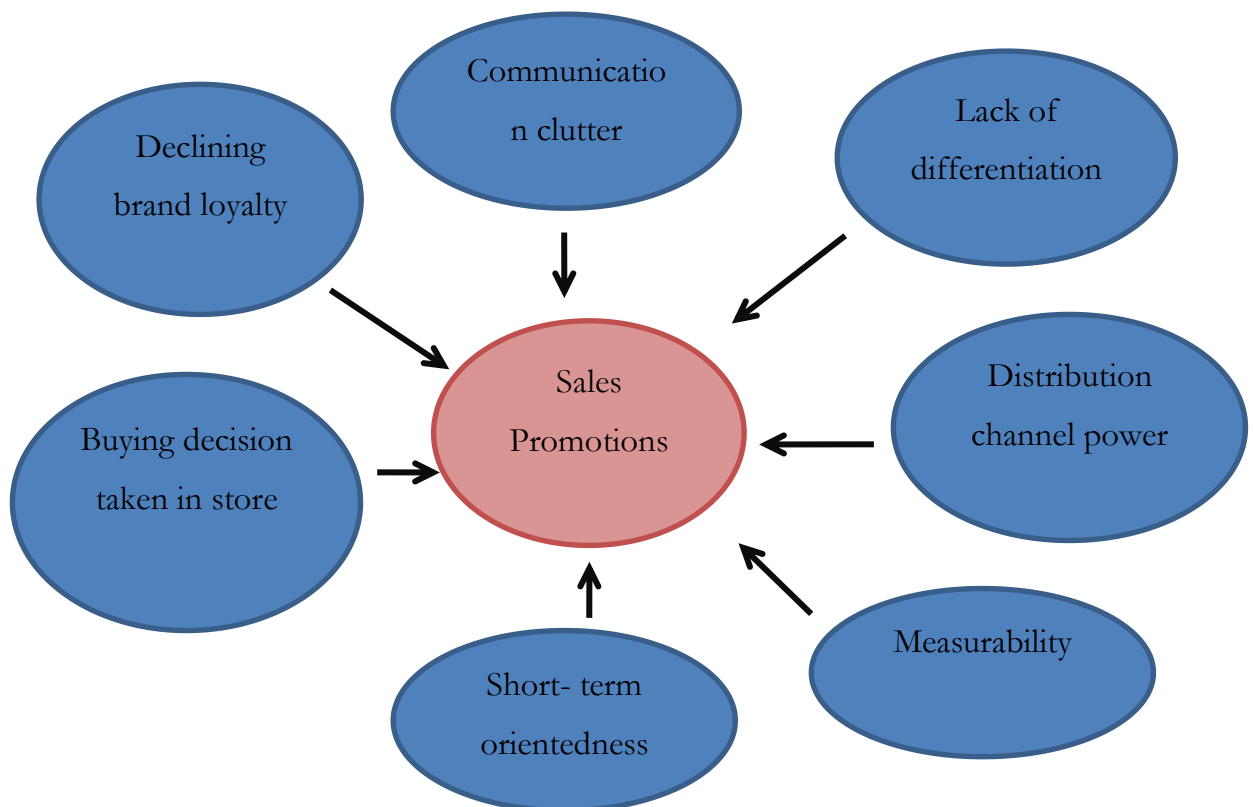 Communicatio
n clutter
Lack of
differentiation
Declining
brand loyalty
Distribution
channel power
Sales
Promotions
Buying decision
taken in store
Measurability
Short- term
orientedness